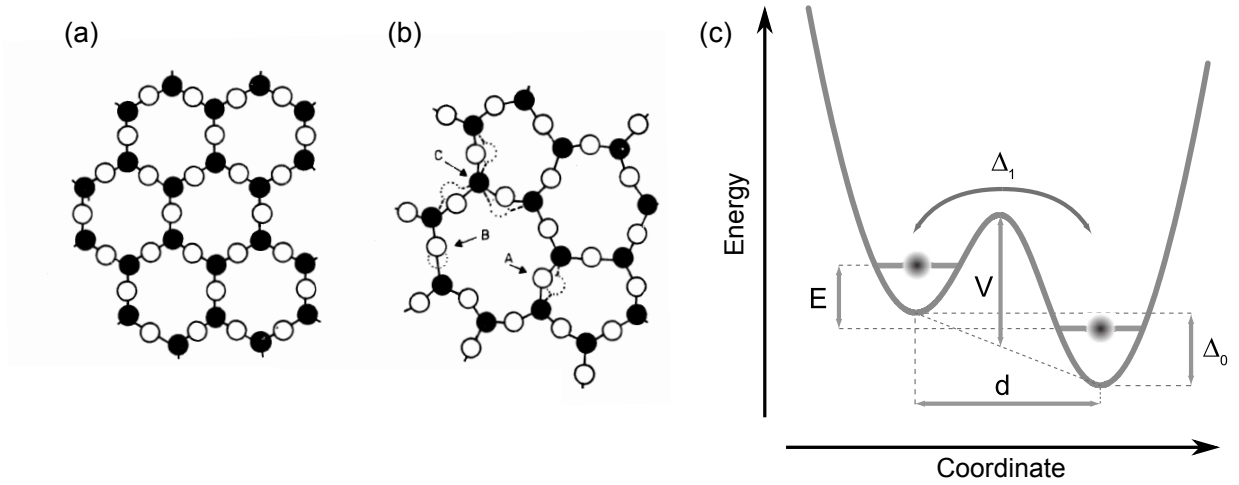 (a)
(b)
(c)
C
B
A
Energy
Δ₁
E
V
Δ₀
d
Coordinate